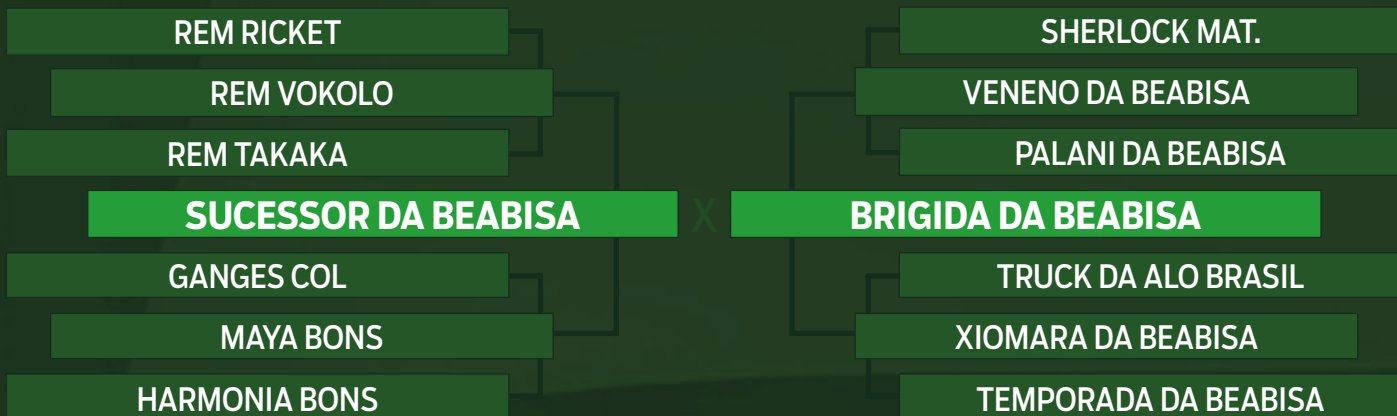 REM RICKET
REM VOKOLO
REM TAKAKA
SUCESSOR DA BEABISA
GANGES COL
MAYA BONS
HARMONIA BONS
X
SHERLOCK MAT.
VENENO DA BEABISA
PALANI DA BEABISA
BRIGIDA DA BEABISA
TRUCK DA ALO BRASIL
XIOMARA DA BEABISA
TEMPORADA DA BEABISA